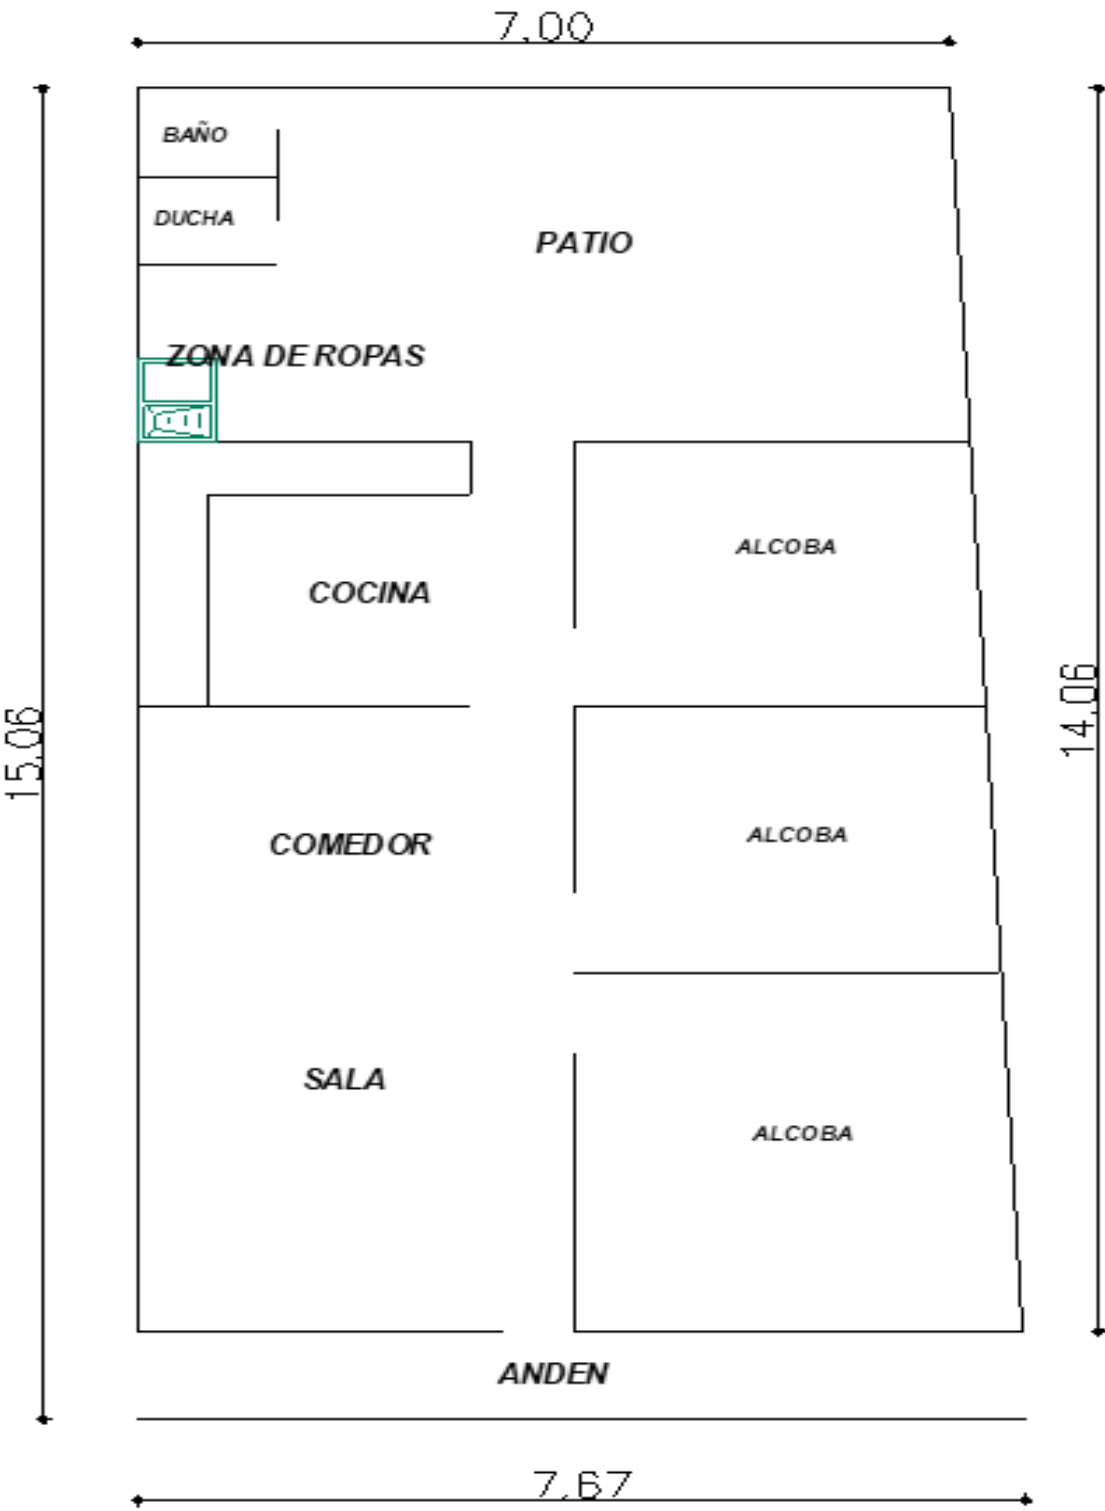 7,00
BAÑO
DUCHA
PATIO
ZONA DE ROPAS
ALCOBA
COCINA
14,06
15,06
COMEDOR
ALCOBA
SALA
ALCOBA
ANDEN
7,67